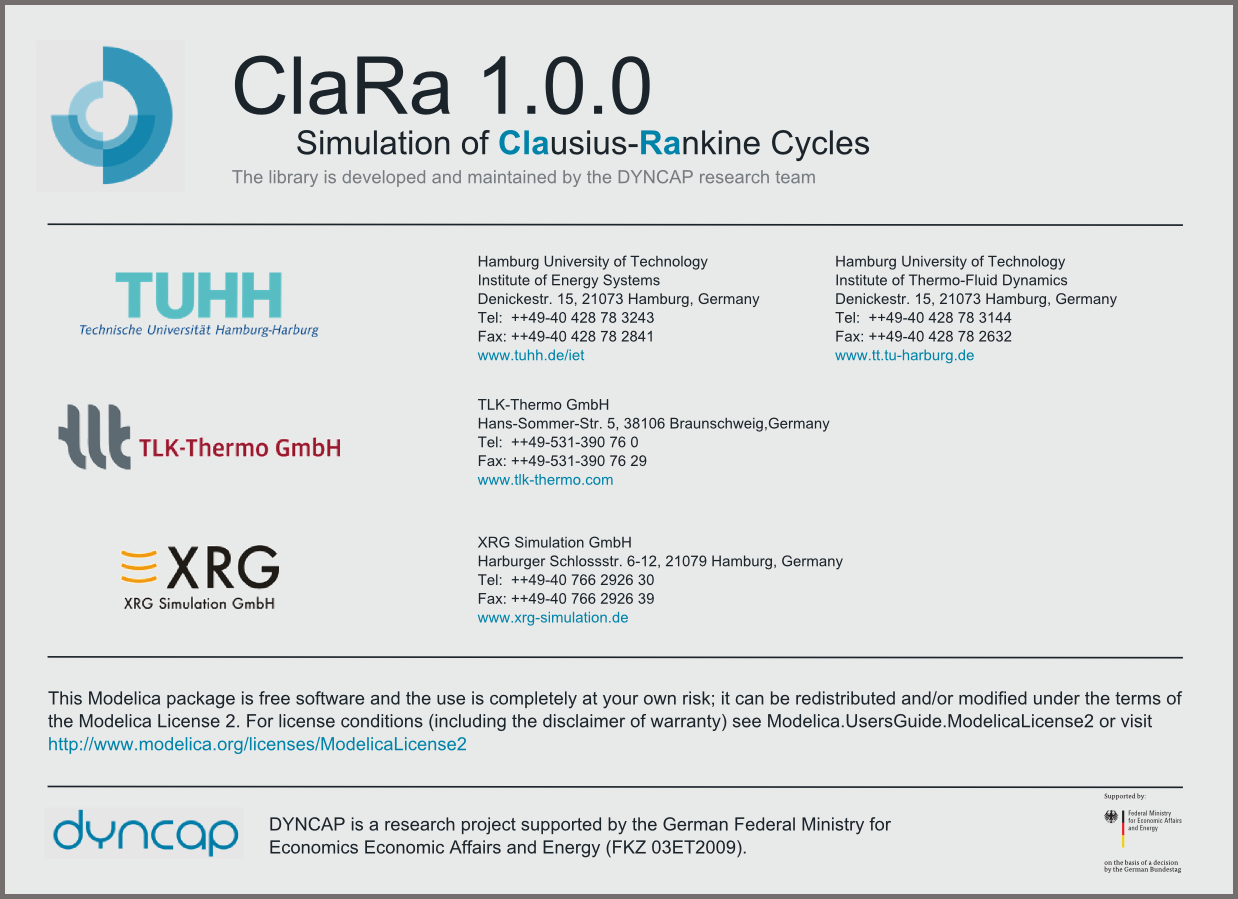 ClaRa 1.0.0
Simulation of Clausius-Rankine Cycles
The library is developed and maintained by the DYNCAP research team
TUHH
Technische Universität Hamburg-Harburg
Hamburg University of Technology
Institute of Energy Systems
Denickestr. 15, 21073 Hamburg, Germany
Tel:  ++49-40 428 78 3243
Fax: ++49-40 428 78 2841
www.tuhh.de/iet
Hamburg University of Technology
Institute of Thermo-Fluid Dynamics
Denickestr. 15, 21073 Hamburg, Germany
Tel:  ++49-40 428 78 3144
Fax: ++49-40 428 78 2632
www.tt.tu-harburg.de
TLK-Thermo GmbH
TLK-Thermo GmbH
Hans-Sommer-Str. 5, 38106 Braunschweig,Germany
Tel:  ++49-531-390 76 0
Fax: ++49-531-390 76 29
www.tlk-thermo.com
XRG
XRG Simulation GmbH
XRG Simulation GmbH
Harburger Schlossstr. 6-12, 21079 Hamburg, Germany
Tel:  ++49-40 766 2926 30
Fax: ++49-40 766 2926 39
www.xrg-simulation.de
This Modelica package is free software and the use is completely at your own risk; it can be redistributed and/or modified under the terms of
the Modelica License 2. For license conditions (including the disclaimer of warranty) see Modelica.UsersGuide.ModelicaLicense2 or visit
http://www.modelica.org/licenses/ModelicaLicense2
dyncap
DYNCAP is a research project supported by the German Federal Ministry for
Economics Economic Affairs and Energy (FKZ 03ET2009).
Supported by:
Federal Ministry
for Economic Affairs
and Energy
on the basis of a decision
by the German Bundestag